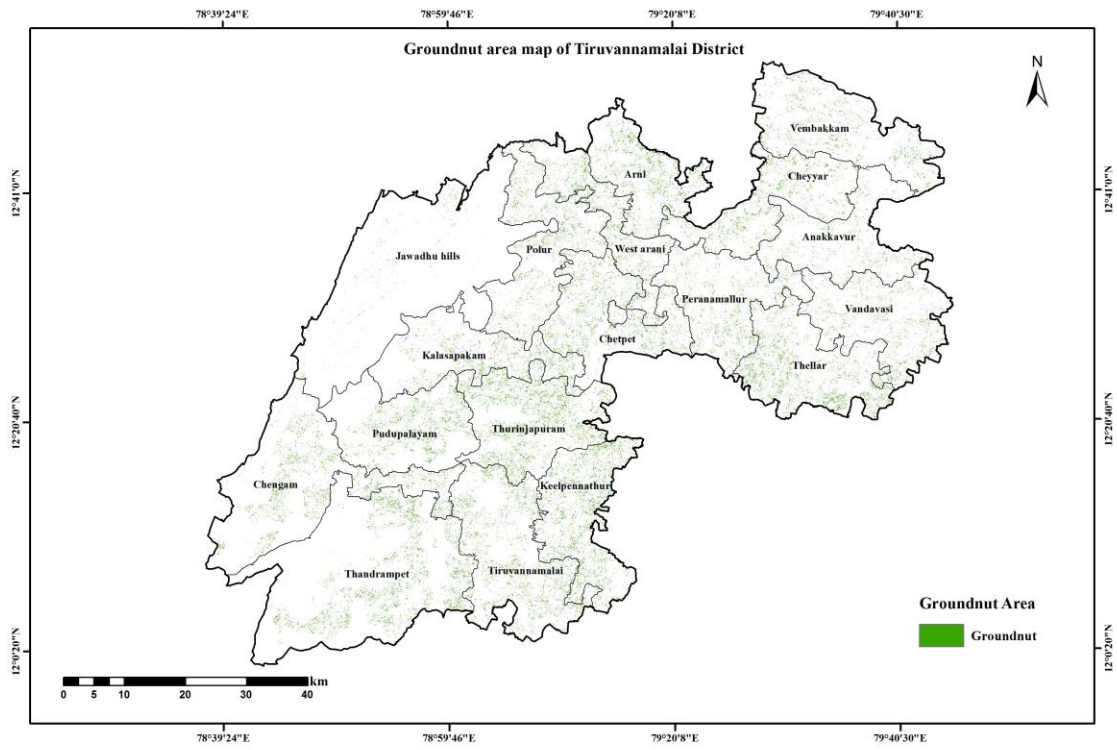 78°39'24"E 78°59'46"E 79°20'8"E 79°40'30"E
Groundnut area map of Tiruvannamalai District
N
Vembakkam
Arni
Cheyyar
12°41'0"N 12°41'0"N
Anakkavur
Jawadhu hills
Polur
West arani
Peranamallur
Vandavasi
Chetpet
Kalasapakam
Thellar
12°20'40"N 12°20'40"N
Pudupalayam
Thurinjapuram
Chengam
Keelpennathur
Thandrampet
Tiruvannamalai
Groundnut Area
Groundnut
12°0'20"N 12°0'20"N
km
0 5 10 20 30 40
78°39'24"E 78°59'46"E 79°20'8"E 79°40'30"E